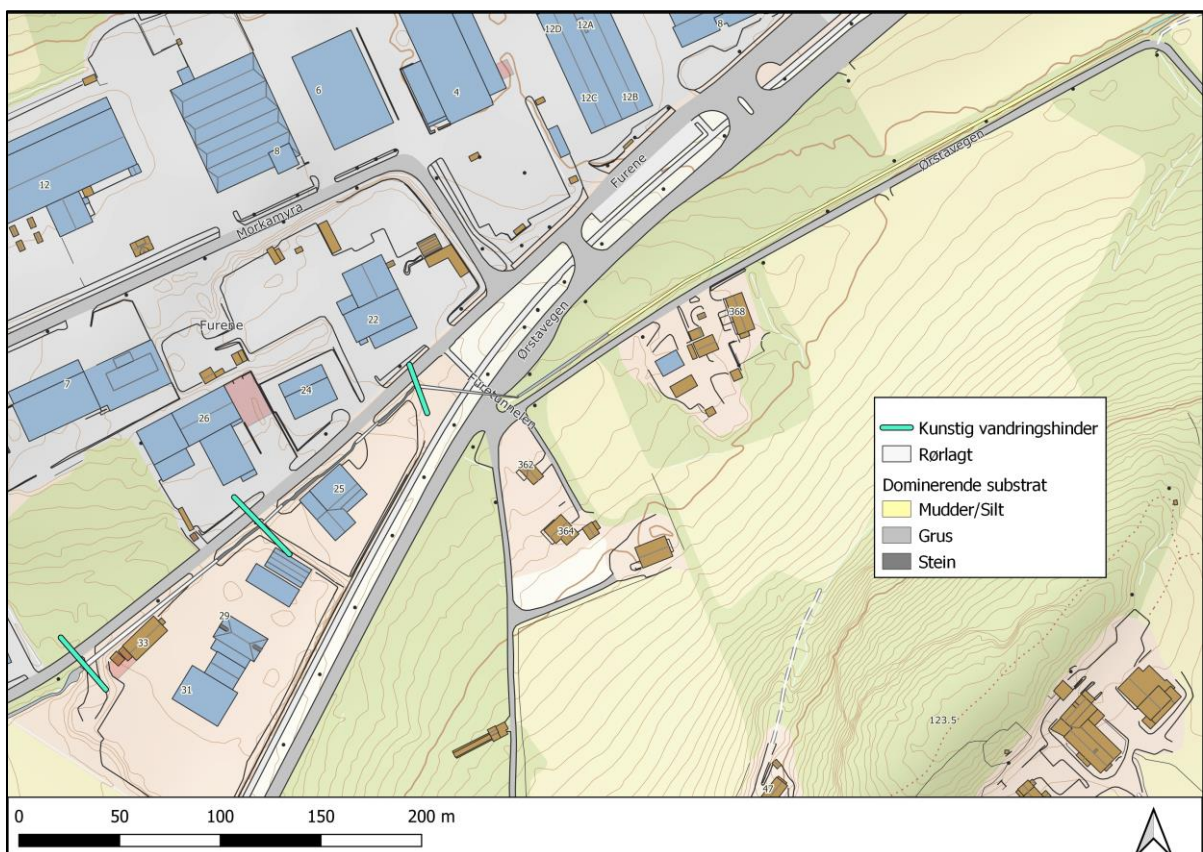 12D
12A
8
6
4
12C
12B
12
8
Ørstavegen
Furene
Morkamyra
368
Furene
22
Ørstavegen
7
24
Furetunnelen
26
362
25
364
29
33
31
123.5
47
Kunstig vandringshinder
Rørlagt
Dominerende substrat
Mudder/Silt
Grus
Stein
0 50 100 150 200 m